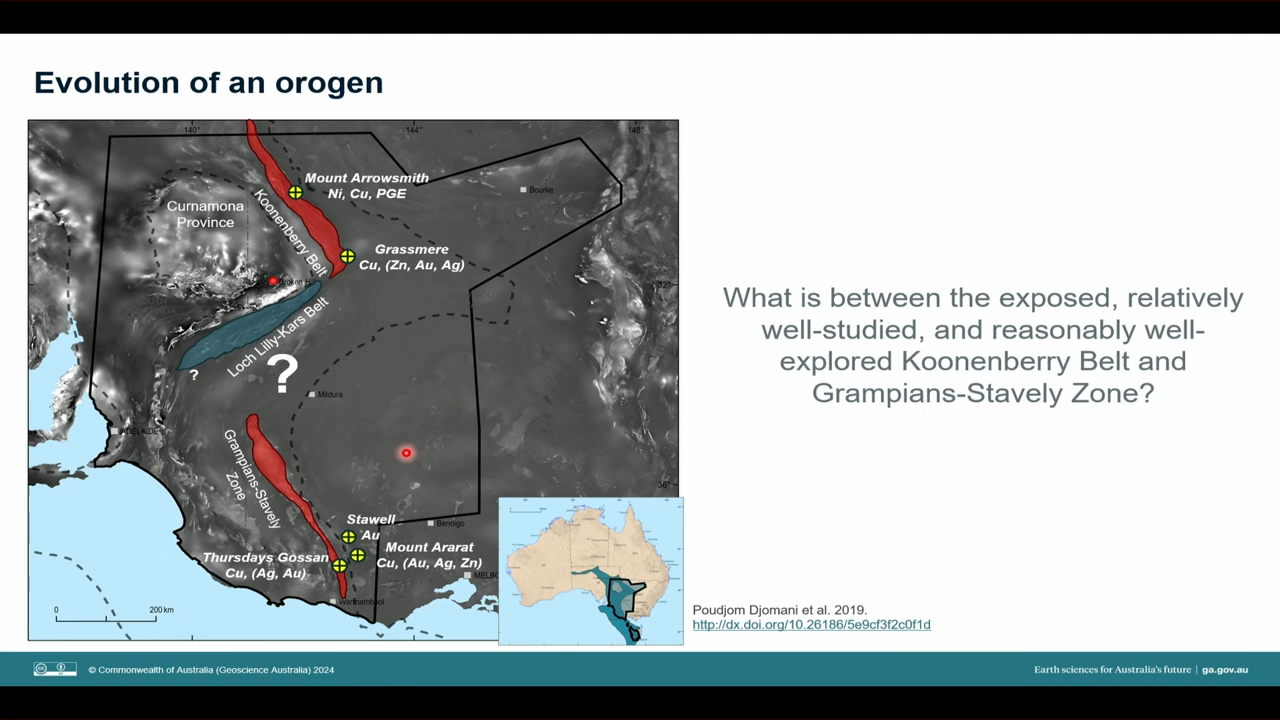 Evolution of an orogen
140°
144°
148°
Mount Arrowsmith
Ni, Cu, PGE
Bourke
Curnamona
Province
Koonenberry Belt
Grassmere
Cu, (Zn, Au, Ag)
32°
Loch Lilly-Kars Belt
?
?
Mildura
ADELAIDE
Grampians-Stavely
Zone
36°
Stawell
Au
Bendigo
Mount Ararat
Cu, (Au, Ag, Zn)
Thursdays Gossan
Cu, (Ag, Au)
Warrnambool
0
200 km
What is between the exposed, relatively
well-studied, and reasonably well-
explored Koonenberry Belt and
Grampians-Stavely Zone?
Poudjom Djomani et al. 2019.
http://dx.doi.org/10.26186/5e9cf3f2c0f1d
© Commonwealth of Australia (Geoscience Australia) 2024
Earth sciences for Australia's future | ga.gov.au